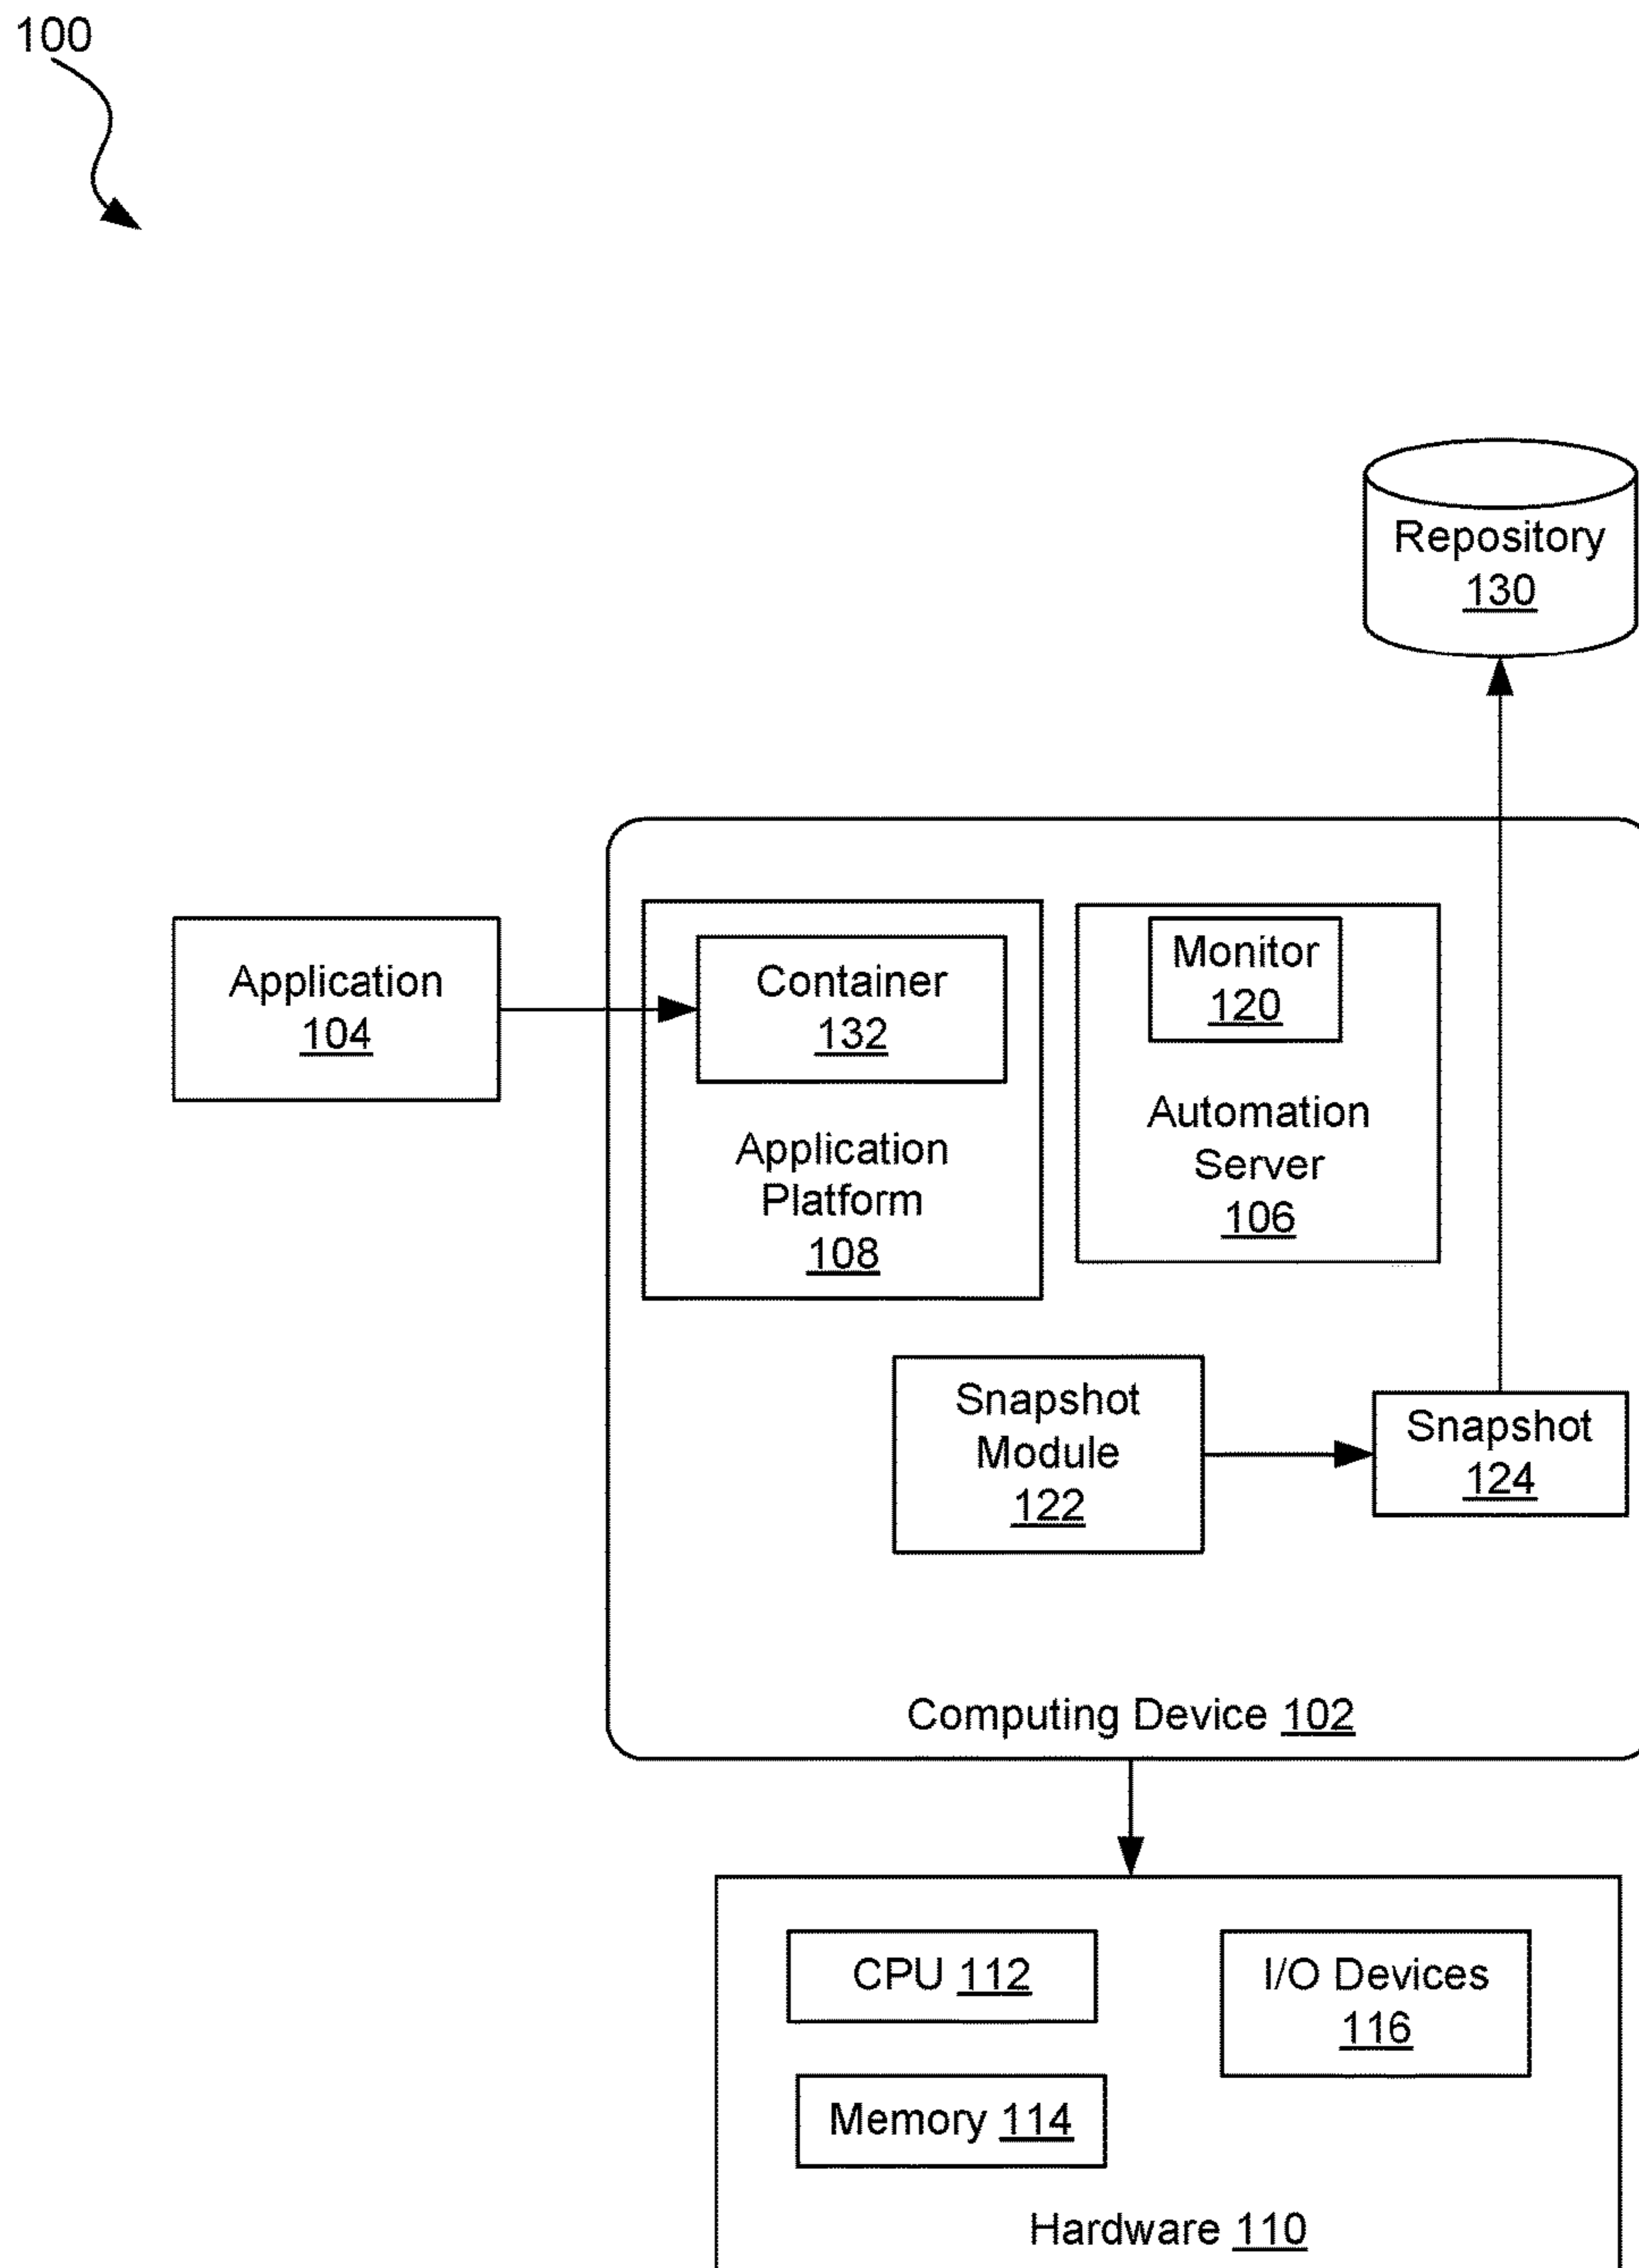 100
Repository
130
Application
104
Container
132
Application
Platform
108
Monitor
120
Automation
Server
106
Snapshot
Module
122
Snapshot
124
Computing Device 102
CPU 112
I/O Devices
116
Memory 114
Hardware 110